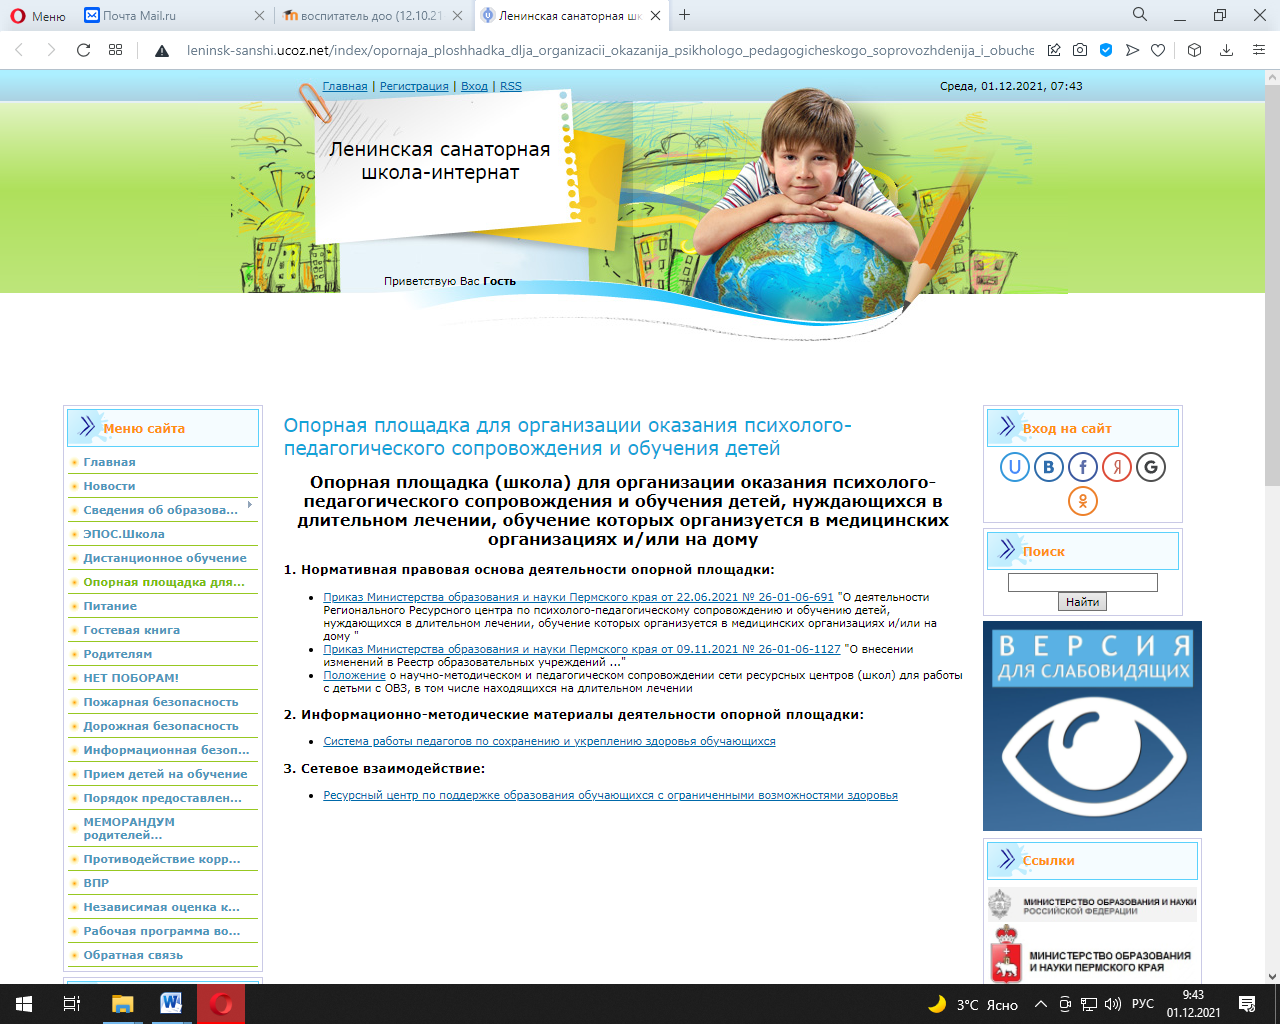 Меню
Почта Mail.ru
воспитатель доо (12.10.21
Ленинская санаторная шк
leninsk-sanshi.ucoz.net/index/opornaja_ploshhadka_dlja_organizacii_okazanija_psikhologo_pedagogicheskogo_soprovozhdenija_i_obuche
Главная | Регистрация | Вход | RSS
Среда, 01.12.2021, 07:43
Ленинская санаторная
школа-интернат
Приветствую Вас Гость
Меню сайта
Главная
Новости
Сведения об образова...
ЭПОС.Школа
Дистанционное обучение
Опорная площадка для...
Питание
Гостевая книга
Родителям
НЕТ ПОБОРАМ!
Пожарная безопасность
Дорожная безопасность
Информационная безоп...
Прием детей на обучение
Порядок предоставлен...
МЕМОРАНДУМ
родителей...
Противодействие корр...
ВПР
Независимая оценка к...
Рабочая программа во...
Обратная связь
Опорная площадка для организации оказания психолого-
педагогического сопровождения и обучения детей
Опорная площадка (школа) для организации оказания психолого-
педагогического сопровождения и обучения детей, нуждающихся в
длительном лечении, обучение которых организуется в медицинских
организациях и/или на дому
1. Нормативная правовая основа деятельности опорной площадки:
Приказ Министерства образования и науки Пермского края от 22.06.2021 № 26-01-06-691 "О деятельности
Регионального Ресурсного центра по психолого-педагогическому сопровождению и обучению детей,
нуждающихся в длительном лечении, обучение которых организуется в медицинских организациях и/или на
дому "
Приказ Министерства образования и науки Пермского края от 09.11.2021 № 26-01-06-1127 "О внесении
изменений в Реестр образовательных учреждений ..."
Положение о научно-методическом и педагогическом сопровождении сети ресурсных центров (школ) для работы
с детьми с ОВЗ, в том числе находящихся на длительном лечении
2. Информационно-методические материалы деятельности опорной площадки:
Система работы педагогов по сохранению и укреплению здоровья обучающихся
3. Сетевое взаимодействие:
Ресурсный центр по поддержке образования обучающихся с ограниченными возможностями здоровья
Вход на сайт
U В f Я G
Поиск
Найти
ВЕРСИЯ
ДЛЯ СЛАБОВИДЯЩИХ
Ссылки
МИНИСТЕРСТВО ОБРАЗОВАНИЯ И НАУКИ
РОССИЙСКОЙ ФЕДЕРАЦИИ
МИНИСТЕРСТВО ОБРАЗОВАНИЯ
И НАУКИ ПЕРМСКОГО КРАЯ
3°C Ясно
РУС
9:43
01.12.2021